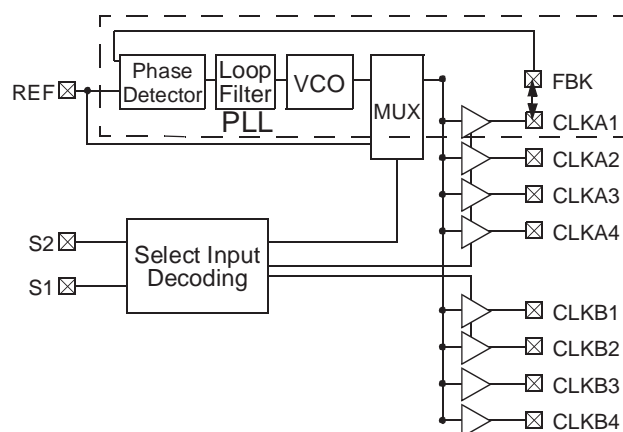 Phase
Detector
Loop
Filter
VCO
MUX
PLL
REF
FBK
CLKA1
CLKA2
CLKA3
CLKA4
S2
S1
Select Input
Decoding
CLKB1
CLKB2
CLKB3
CLKB4